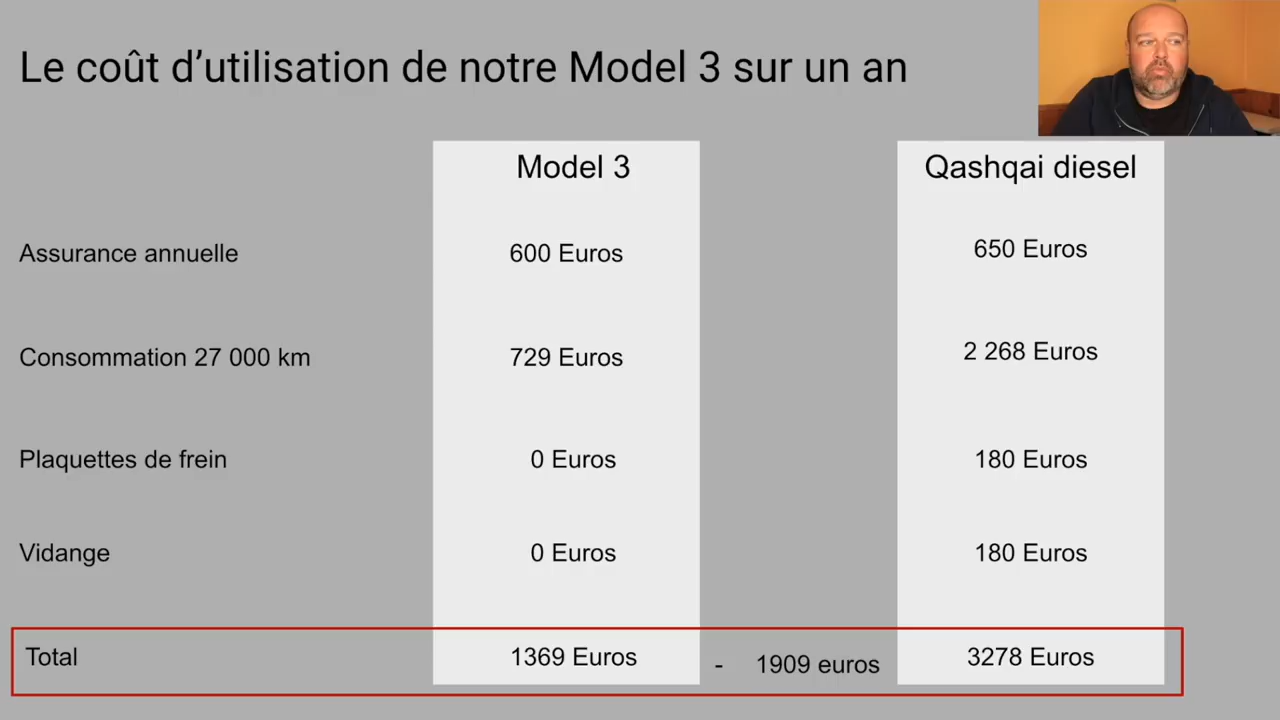 Le coût d’utilisation de notre Model 3 sur un an
Model 3 Qashqai diesel
Assurance annuelle 600 Euros 650 Euros
Consommation 27 000 km 729 Euros 2 268 Euros
Plaquettes de frein 0 Euros 180 Euros
Vidange 0 Euros 180 Euros
Total 1369 Euros - 1909 euros 3278 Euros